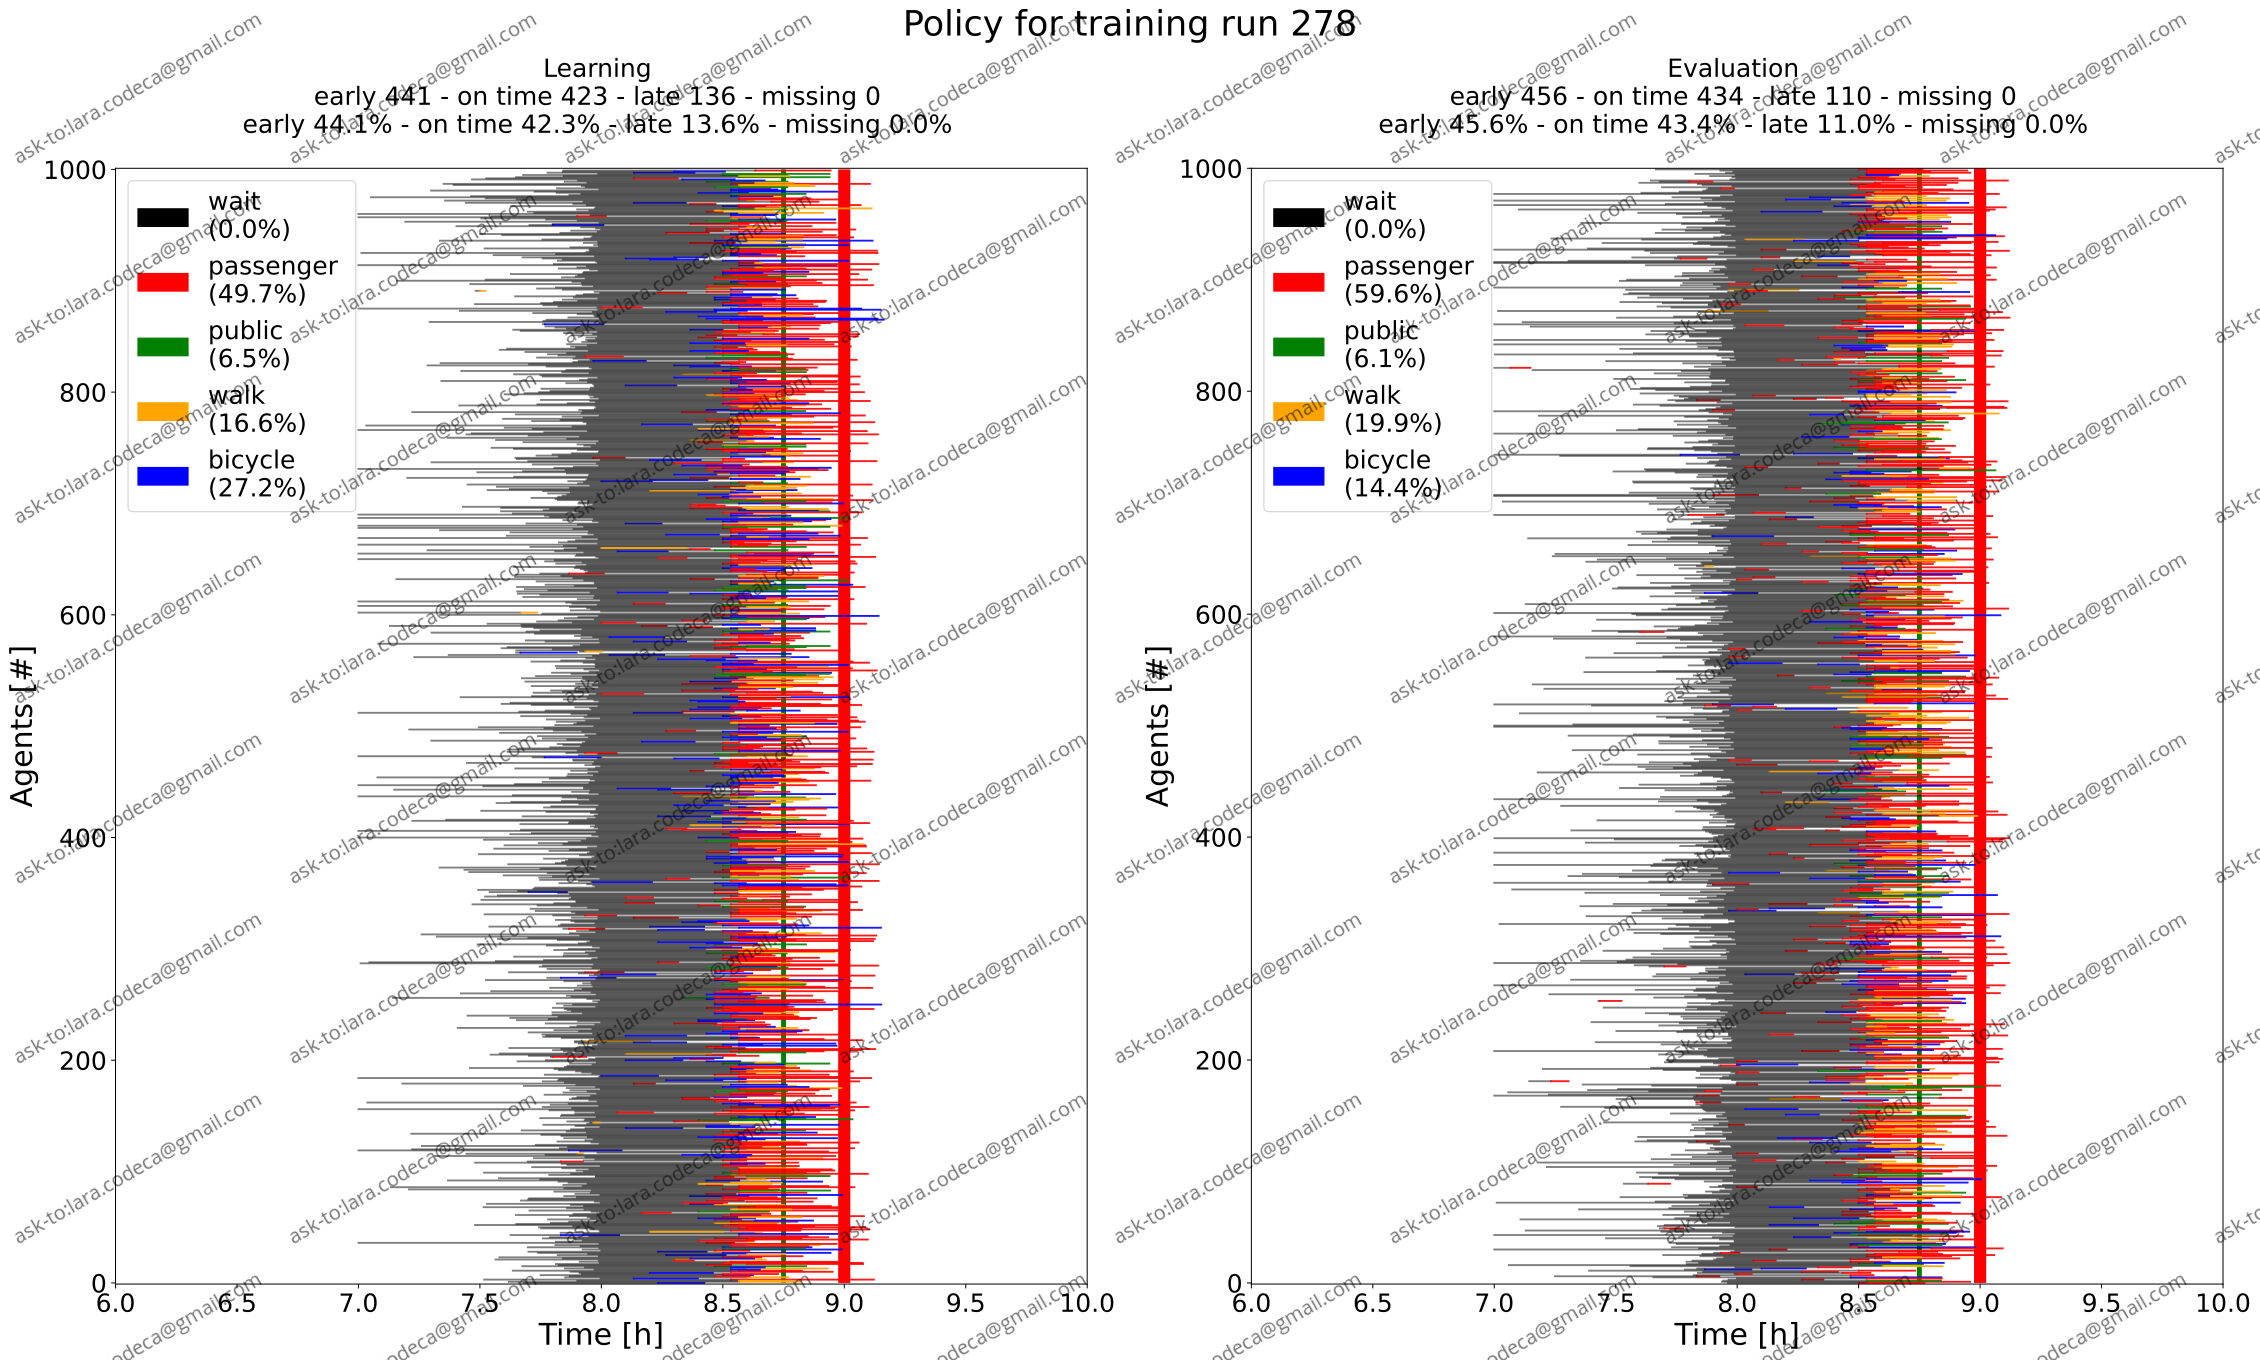 Policy for training run 278
Learning
early 441 - on time 423 - late 136 - missing 0
early 44.1% - on time 42.3% - late 13.6% - missing 0.0%
1000
800
600
400
200
0
Agents [#]
wait
(0.0%)
passenger
(49.7%)
public
(6.5%)
walk
(16.6%)
bicycle
(27.2%)
6.0 6.5 7.0 7.5 8.0 8.5 9.0 9.5 10.0
Time [h]
Evaluation
early 456 - on time 434 - late 110 - missing 0
early 45.6% - on time 43.4% - late 11.0% - missing 0.0%
1000
800
600
400
200
0
Agents [#]
wait
(0.0%)
passenger
(59.6%)
public
(6.1%)
walk
(19.9%)
bicycle
(14.4%)
6.0 6.5 7.0 7.5 8.0 8.5 9.0 9.5 10.0
Time [h]
ask-to:lara.codeca@gmail.com